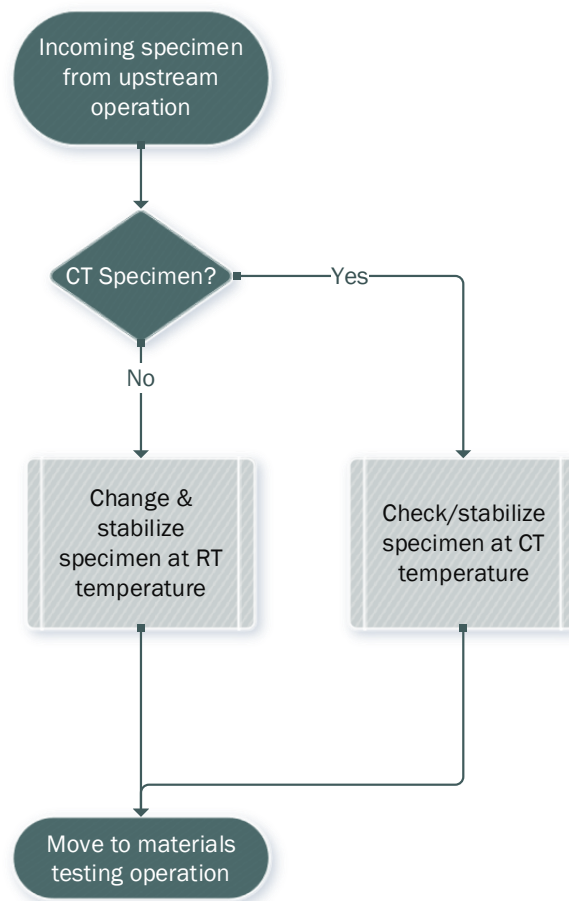 Incoming specimen
from upstream
operation
CT Specimen?
Yes
No
Change &
stabilize
specimen at RT
temperature
Check/stabilize
specimen at CT
temperature
Move to materials
testing operation